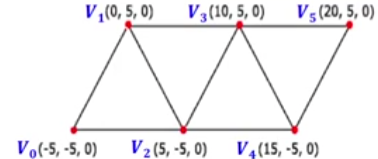 V₁(0, 5, 0) V₃(10, 5, 0) V₅(20, 5, 0)
V₀(-5, -5, 0) V₂(5, -5, 0) V₄(15, -5, 0)